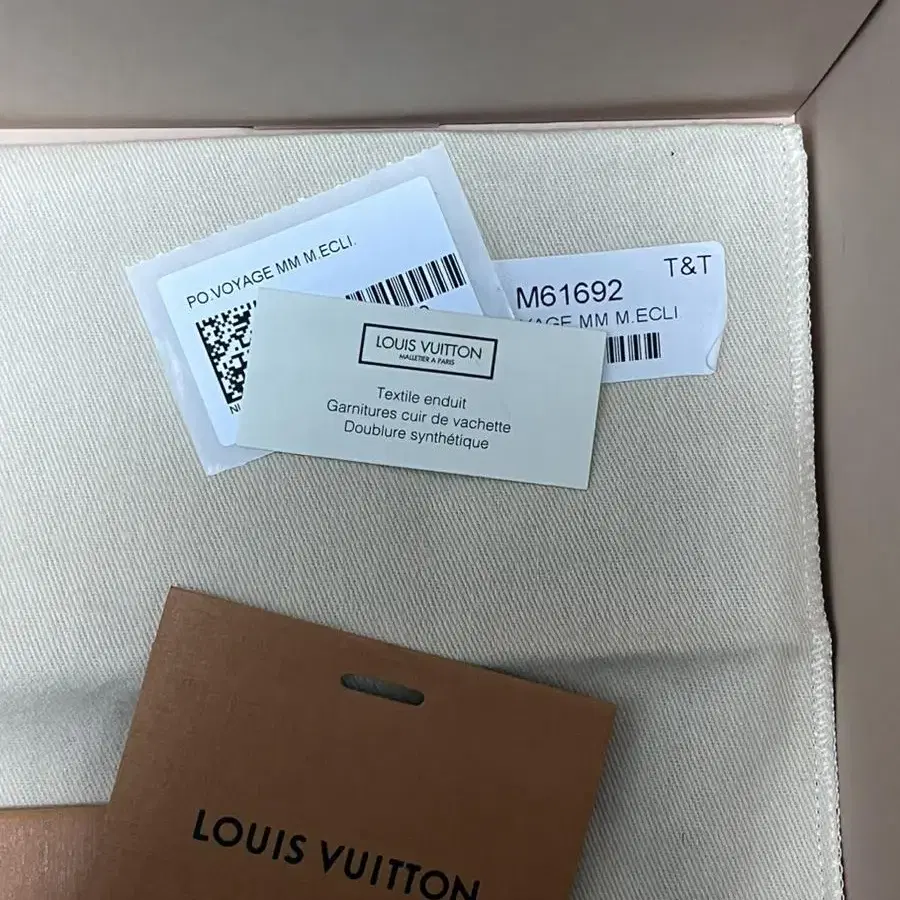 PO.VOYAGE MM M.ECLI.
NI
T&T
M61692
MM M.ECLI
LOUIS VUITTON
MALLETIER A PARIS
Textile enduit
Garnitures cuir de vachette
Doublure synthétique
LOUIS VUITTON